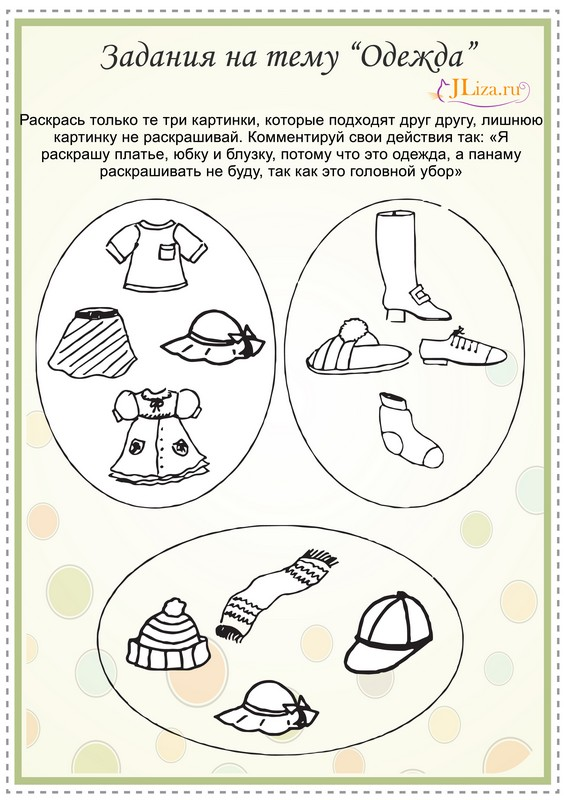 Задания на тему “Одежда”
JLiza.ru
Раскрась только те три картинки, которые подходят друг другу, лишнюю
картинку не раскрашивай. Комментируй свои действия так: «Я
раскрашу платье, юбку и блузку, потому что это одежда, а панаму
раскрашивать не буду, так как это головной убор»